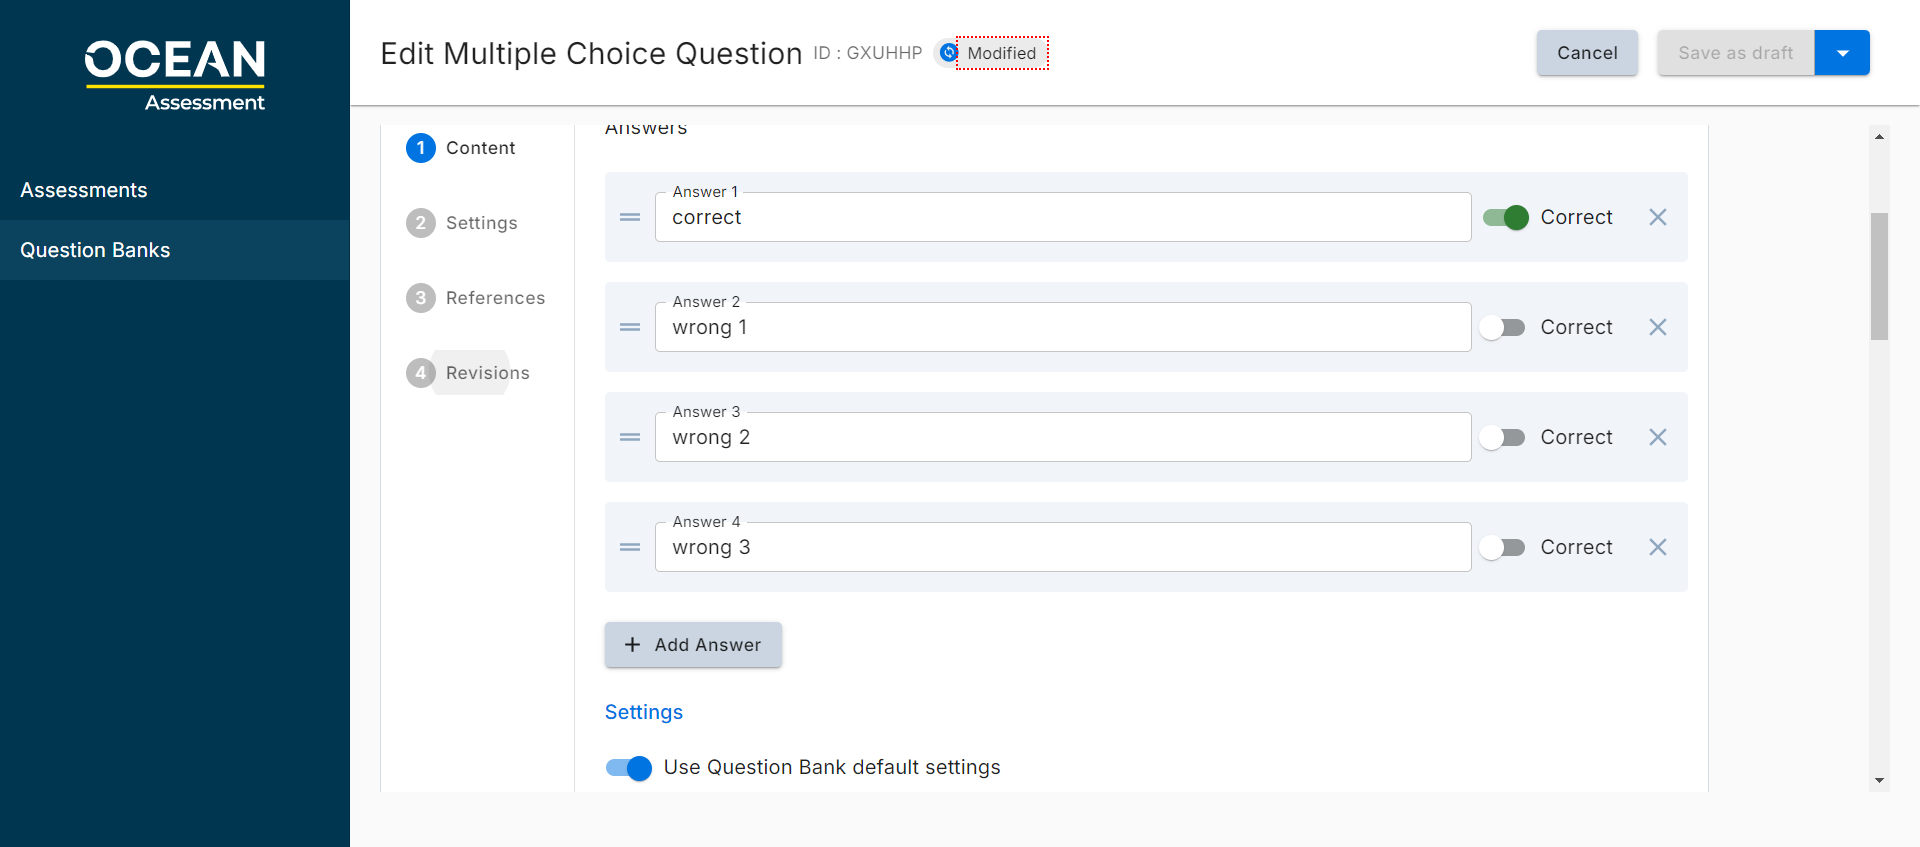 OCEAN
Assessment
Assessments
Question Banks
Edit Multiple Choice Question ID : GXUHHP Modified
Cancel
Save as draft
1 Content
2 Settings
3 References
4 Revisions
Answers
Answer 1
correct
Correct
Answer 2
wrong 1
Correct
Answer 3
wrong 2
Correct
Answer 4
wrong 3
Correct
Add Answer
Settings
Use Question Bank default settings